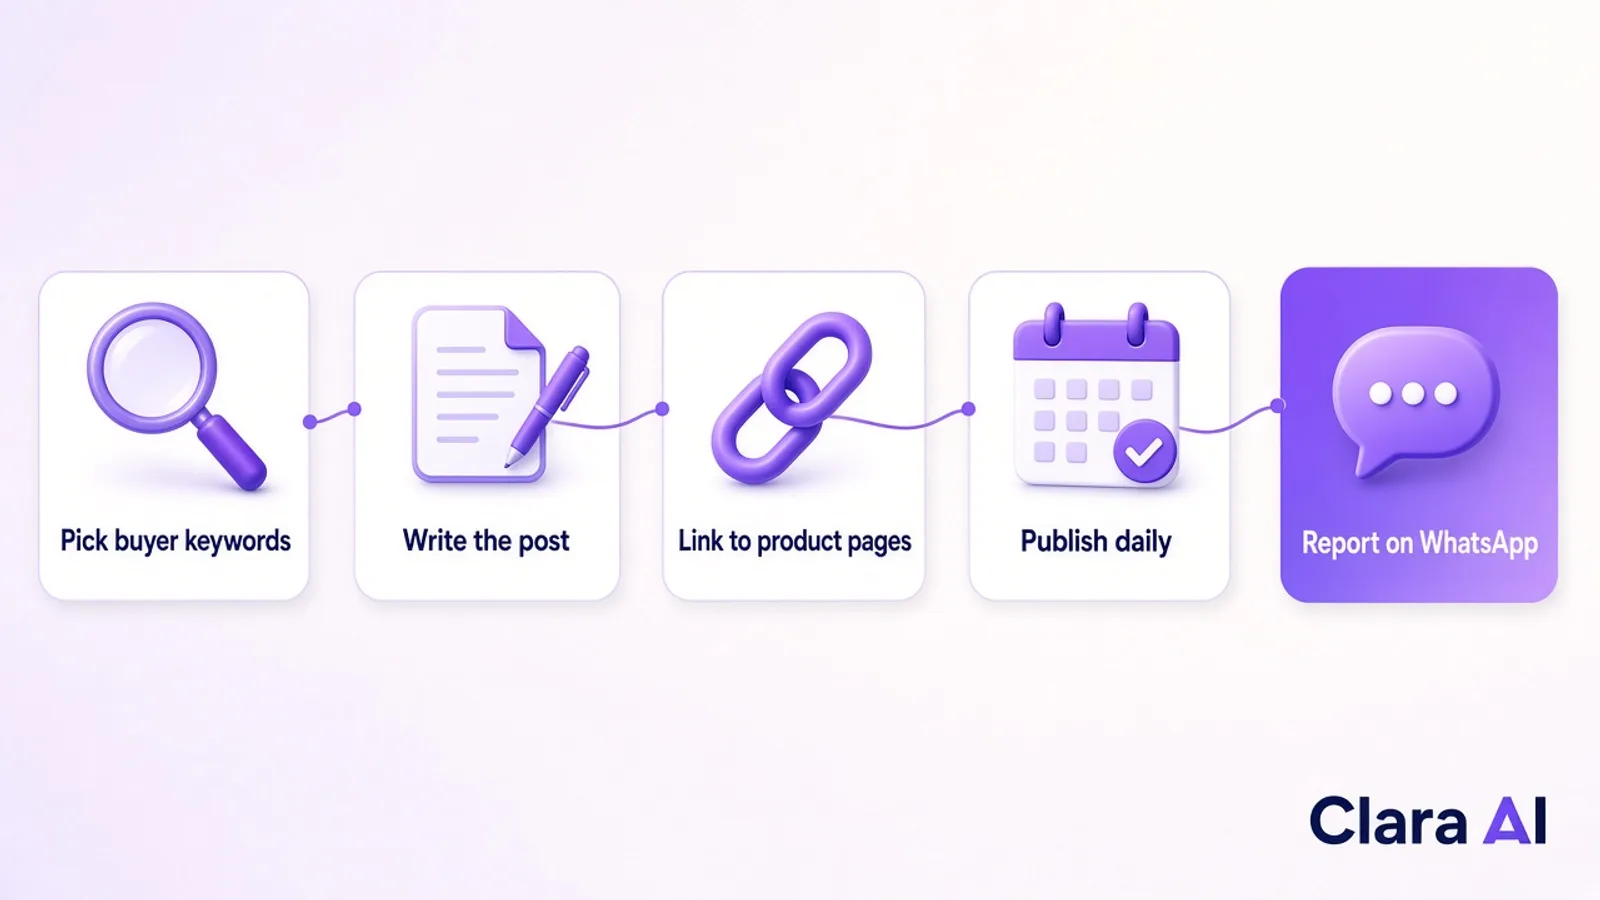 Pick buyer keywords
Write the post
Link to product pages
Publish daily
Report on WhatsApp
Clara AI